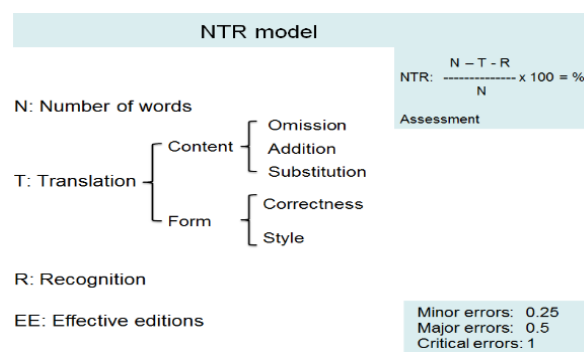 NTR model
N – T - R
NTR: -------------- x 100 = %
N
Assessment
N: Number of words
Omission
Content
Addition
Substitution
T: Translation
Correctness
Form
Style
R: Recognition
EE: Effective editions
Minor errors: 0.25
Major errors: 0.5
Critical errors: 1